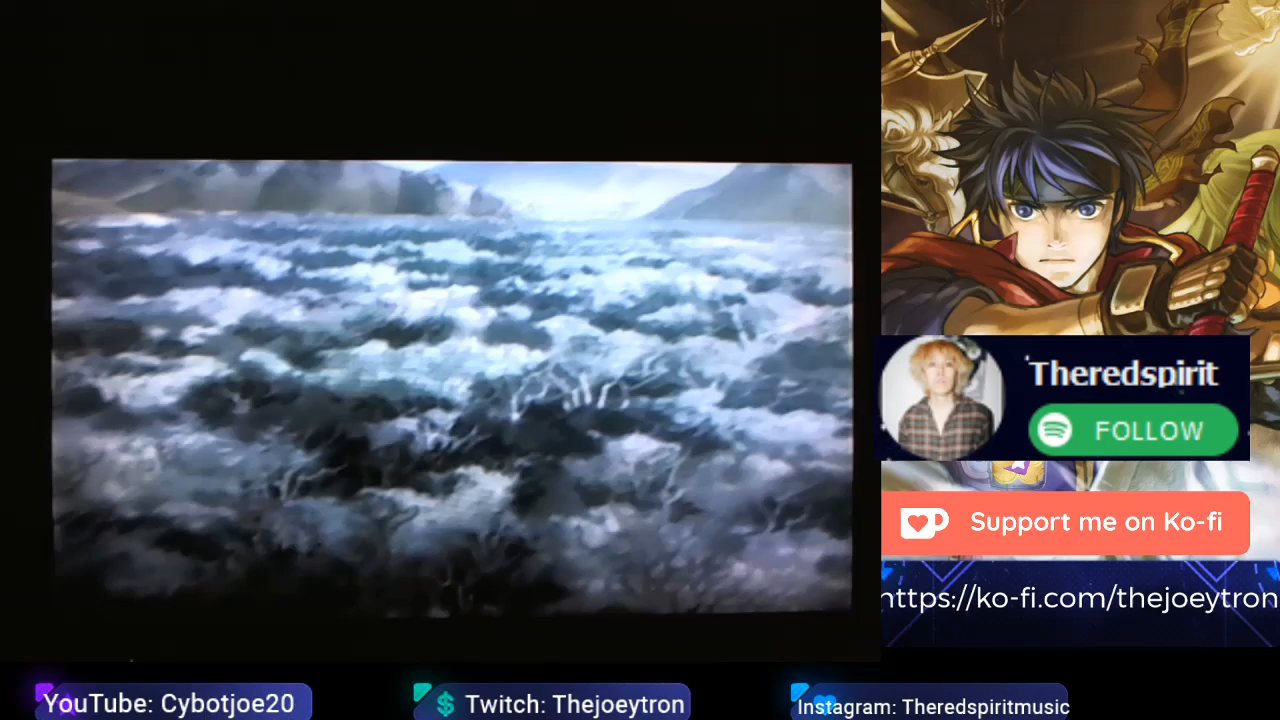 Theredspirit
FOLLOW
Support me on Ko-fi
https://ko-fi.com/thejoeytron
YouTube: Cybotjoe20
Twitch: Thejoeytron
Instagram: Theredspiritmusic